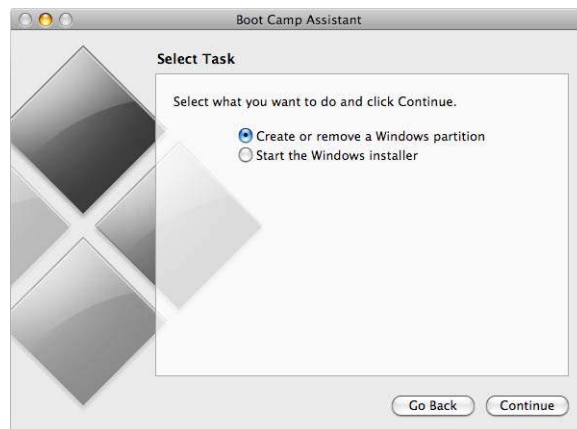 Boot Camp Assistant
Select Task
Select what you want to do and click Continue.
Create or remove a Windows partition
Start the Windows installer
Go Back
Continue